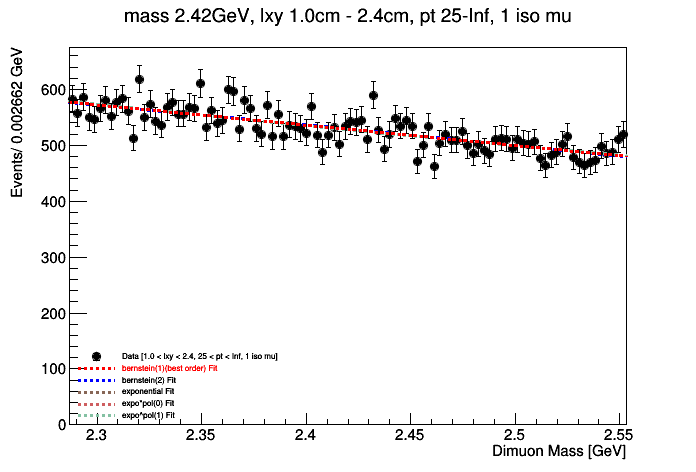 mass 2.42GeV, lxy 1.0cm - 2.4cm, pt 25-Inf, 1 iso mu
Events/ 0.002662 GeV
600
500
400
300
200
100
0
Data [1.0 < lxy < 2.4, 25 < pt < Inf, 1 iso mu]
bernstein(1)(best order) Fit
bernstein(2) Fit
exponential Fit
expo*pol(0) Fit
expo*pol(1) Fit
2.3 2.35 2.4 2.45 2.5 2.55
Dimuon Mass [GeV]